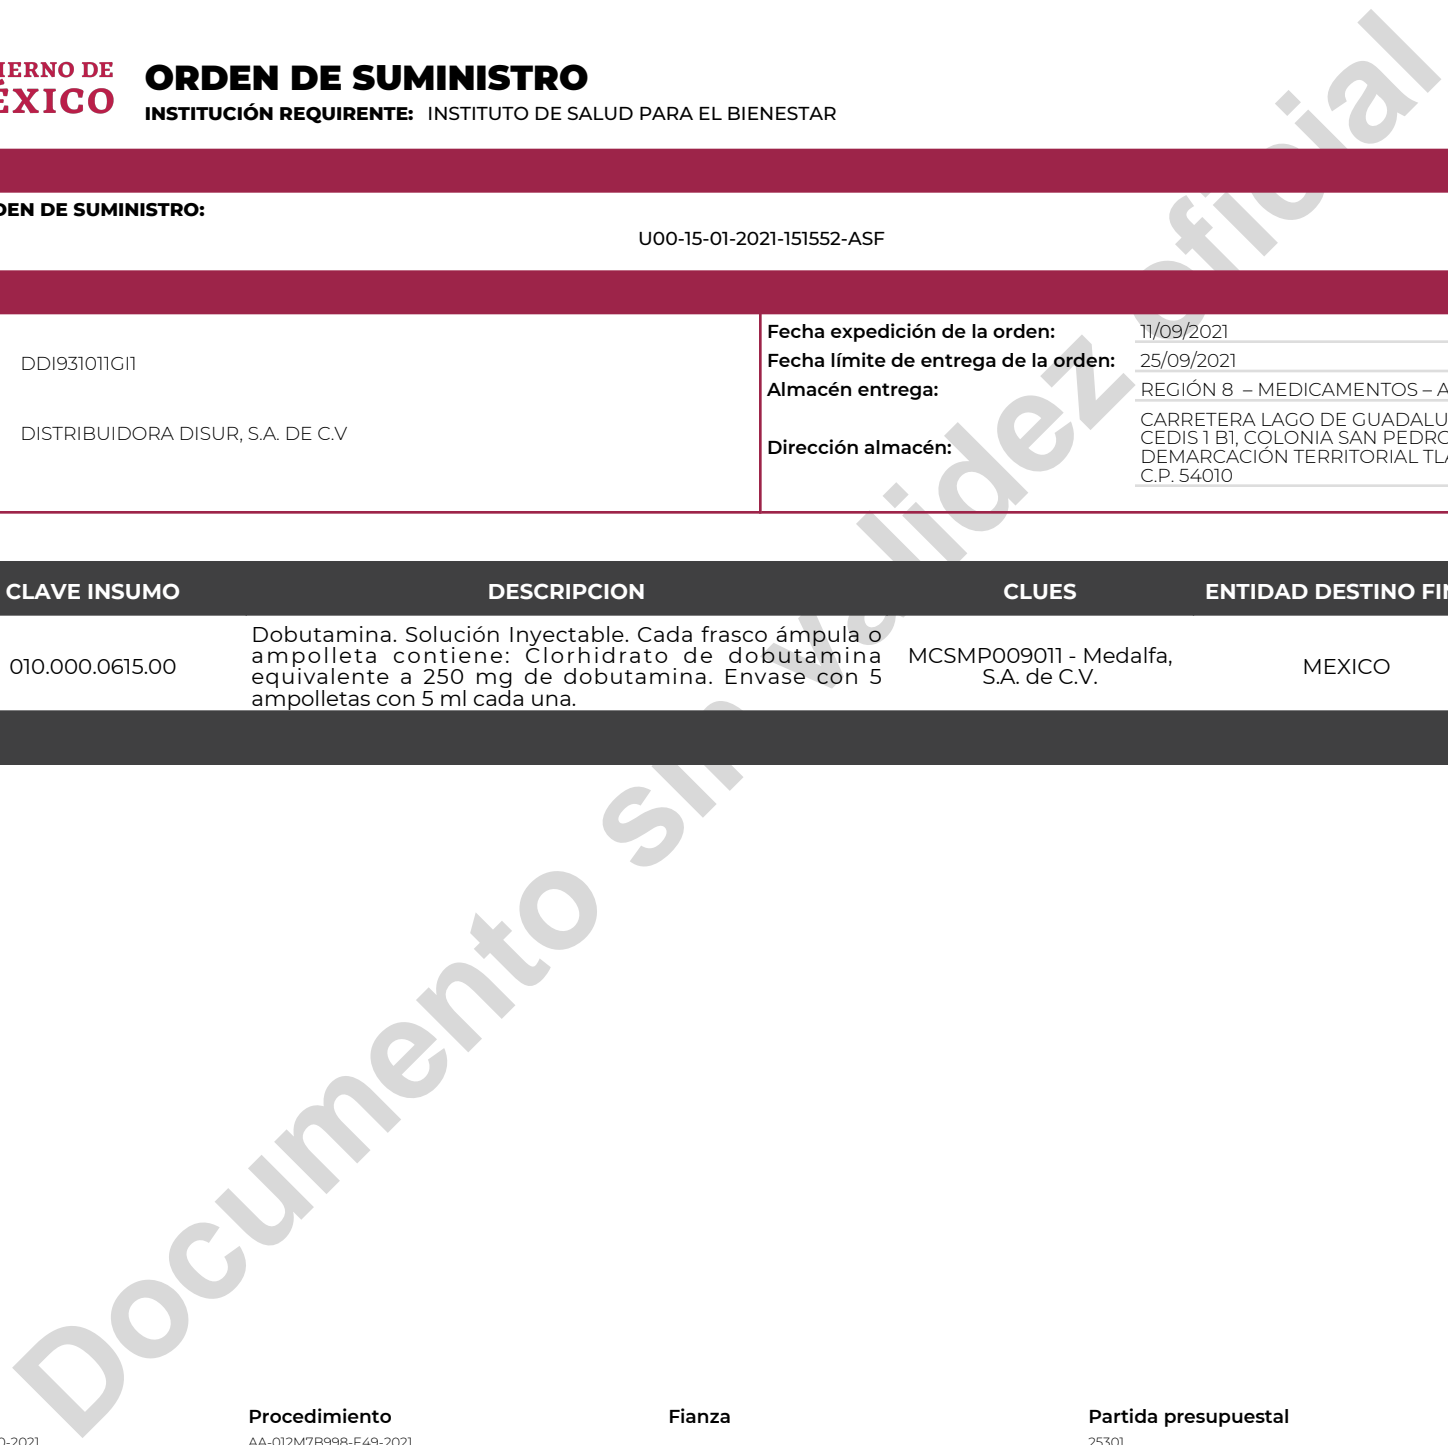 IERNO DE
ÉXICO
ORDEN DE SUMINISTRO
INSTITUCIÓN REQUIRENTE: INSTITUTO DE SALUD PARA EL BIENESTAR
DEN DE SUMINISTRO:
U00-15-01-2021-151552-ASF
DDI931011GI1
DISTRIBUIDORA DISUR, S.A. DE C.V
Fecha expedición de la orden: 11/09/2021
Fecha límite de entrega de la orden: 25/09/2021
Almacén entrega: REGIÓN 8 – MEDICAMENTOS – A
Dirección almacén:
CARRETERA LAGO DE GUADALU
CEDIS 1 B1, COLONIA SAN PEDRO
DEMARCACIÓN TERRITORIAL TLA
C.P. 54010
CLAVE INSUMO DESCRIPCION CLUES ENTIDAD DESTINO FIN
010.000.0615.00
Dobutamina. Solución Inyectable. Cada frasco ámpula o
ampolleta contiene: Clorhidrato de dobutamina
equivalente a 250 mg de dobutamina. Envase con 5
ampolletas con 5 ml cada una.
MCSMP009011 - Medalfa,
S.A. de C.V.
MEXICO
Documento sin validez oficial
Procedimiento Fianza Partida presupuestal
0-2021 AA-012M7B998-E49-2021 25301